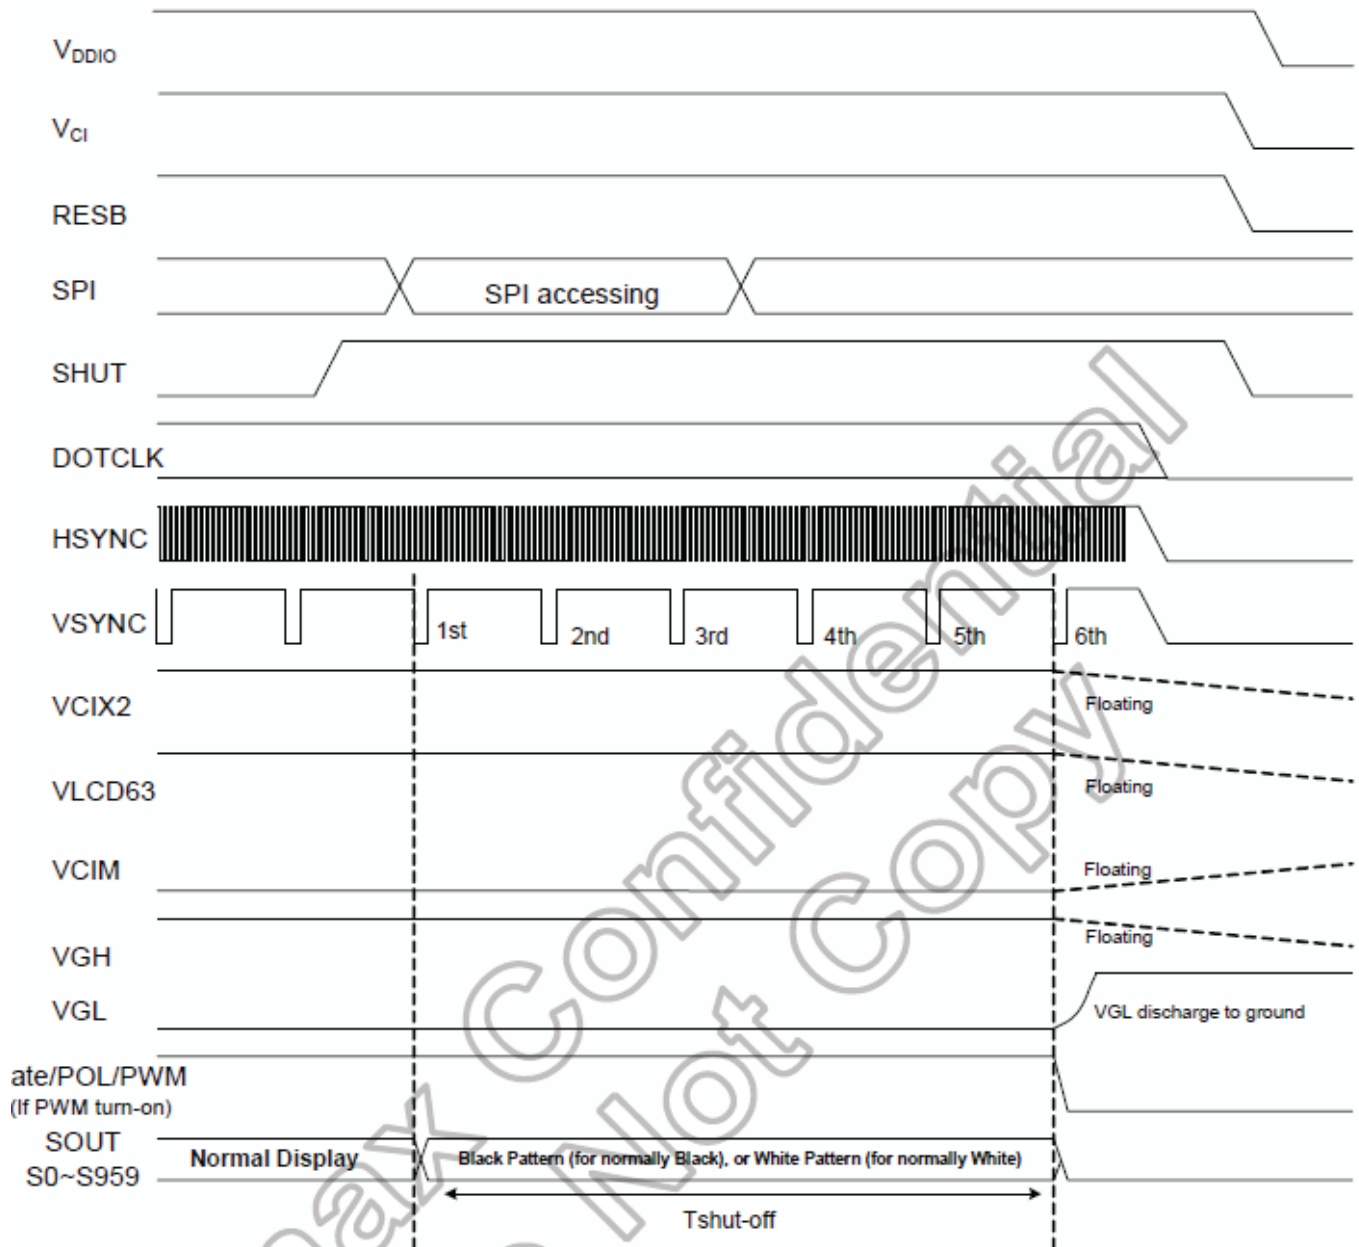 VDDIO
VCI
RESB
SPI
SPI accessing
SHUT
DOTCLK
HSYNC
VSYNC
1st
2nd
3rd
4th
5th
6th
VCIX2
Floating
VLCD63
Floating
VCIM
Floating
VGH
Floating
VGL
VGL discharge to ground
ate/POL/PWM
(If PWM turn-on)
SOUT
S0~S959
Normal Display
Black Pattern (for normally Black), or White Pattern (for normally White)
Tshut-off
ax Confidential
Not Copy